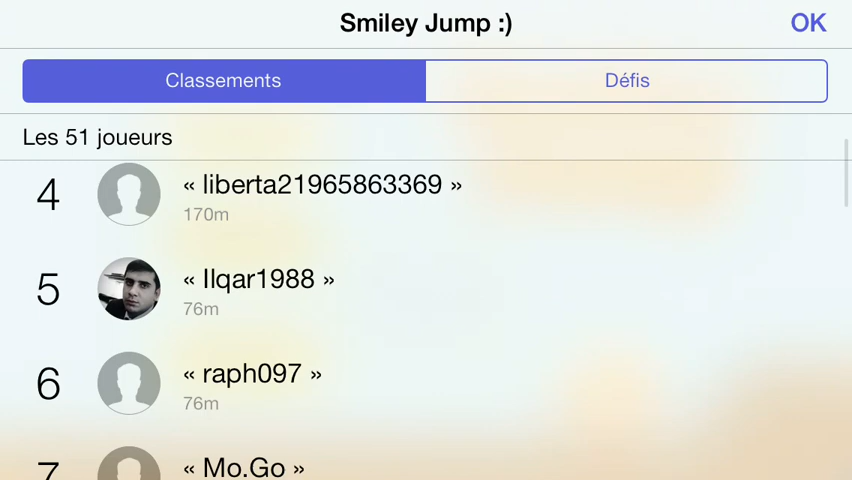 Smiley Jump :)
OK
Classements
Défis
Les 51 joueurs
4
« liberta21965863369 »
170m
5
« Ilqar1988 »
76m
6
« raph097 »
76m
7
« Mo.Go »